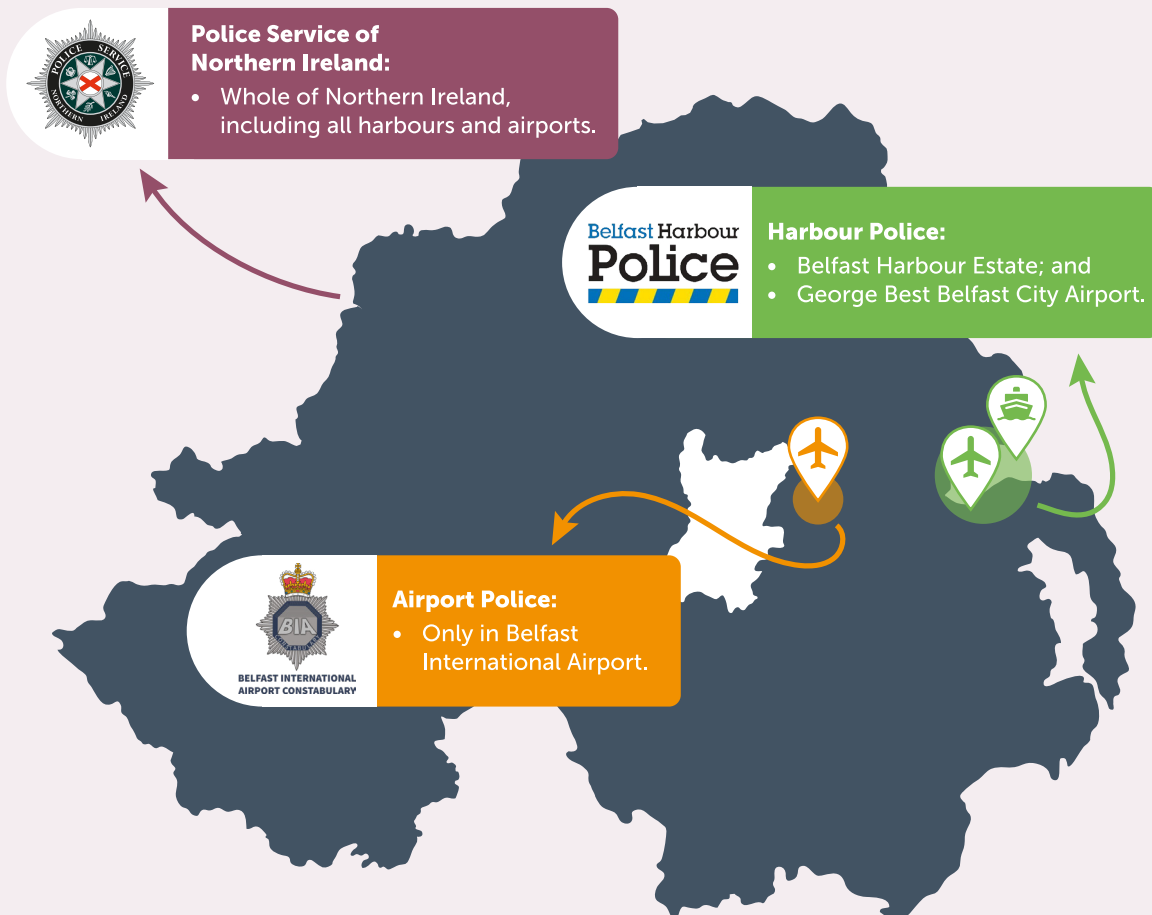 POLICE SERVICE
NORTHERN IRELAND
Police Service of
Northern Ireland:
• Whole of Northern Ireland,
including all harbours and airports.
Belfast Harbour
Police
Harbour Police:
• Belfast Harbour Estate; and
• George Best Belfast City Airport.
BIA
CONSTABULARY
BELFAST INTERNATIONAL
AIRPORT CONSTABULARY
Airport Police:
• Only in Belfast
International Airport.